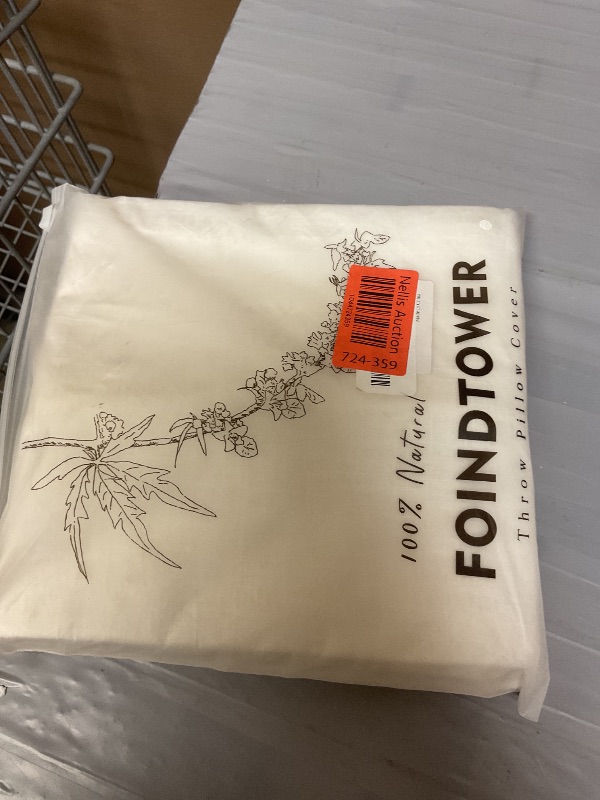 FOINDTOWER
Throw Pillow Cover
100% Natural
Nellis Auction
724-359